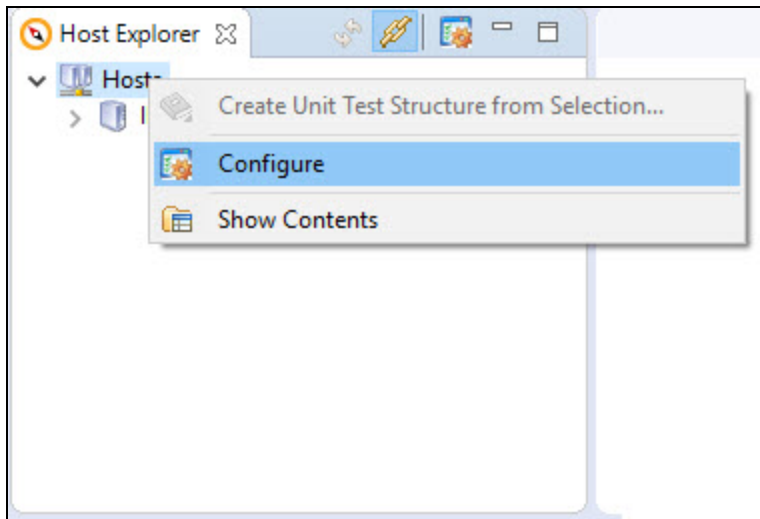 Host Explorer
Hosts
Create Unit Test Structure from Selection...
Configure
Show Contents